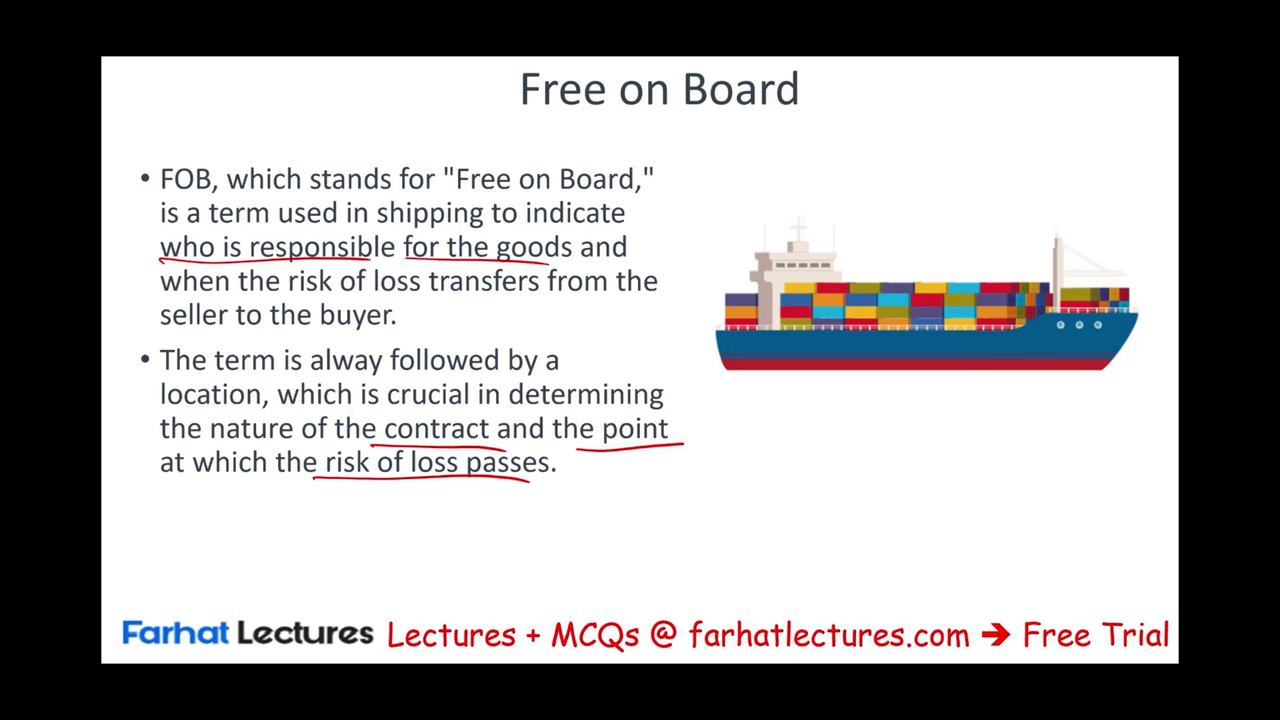 Free on Board
• FOB, which stands for "Free on Board,"
is a term used in shipping to indicate
who is responsible for the goods and
when the risk of loss transfers from the
seller to the buyer.
• The term is alway followed by a
location, which is crucial in determining
the nature of the contract and the point
at which the risk of loss passes.
Farhat Lectures Lectures + MCQs @ farhatlectures.com → Free Trial